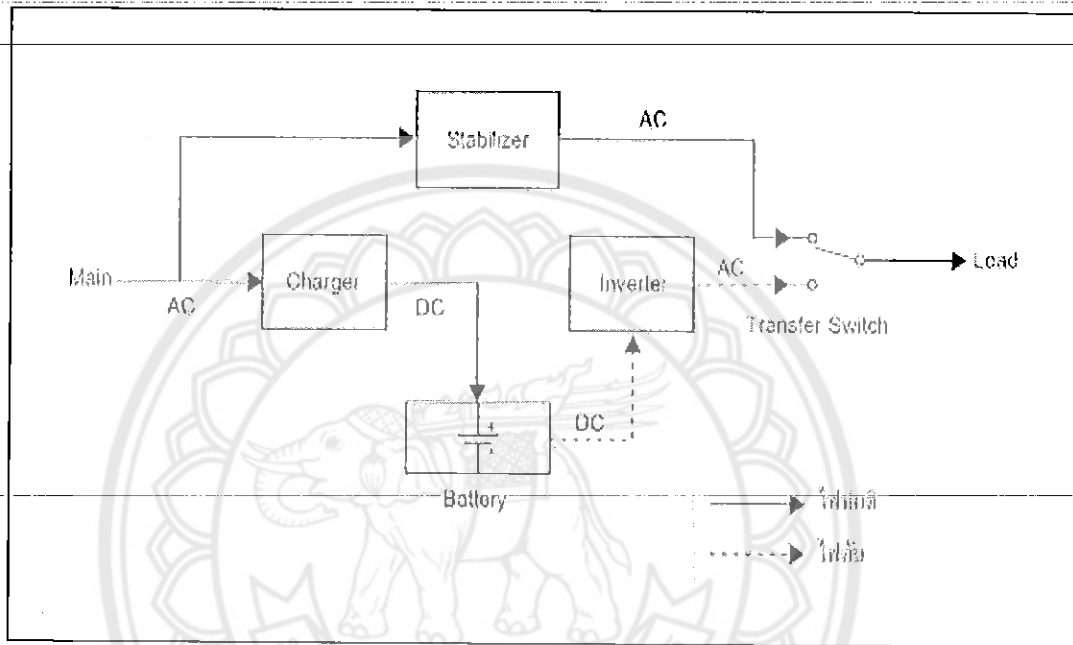 Stabilizer
AC
Main
AC
Charger
DC
Inverter
AC
Load
Transfer Switch
DC
Battery
ไฟปกติ
ไฟดับ